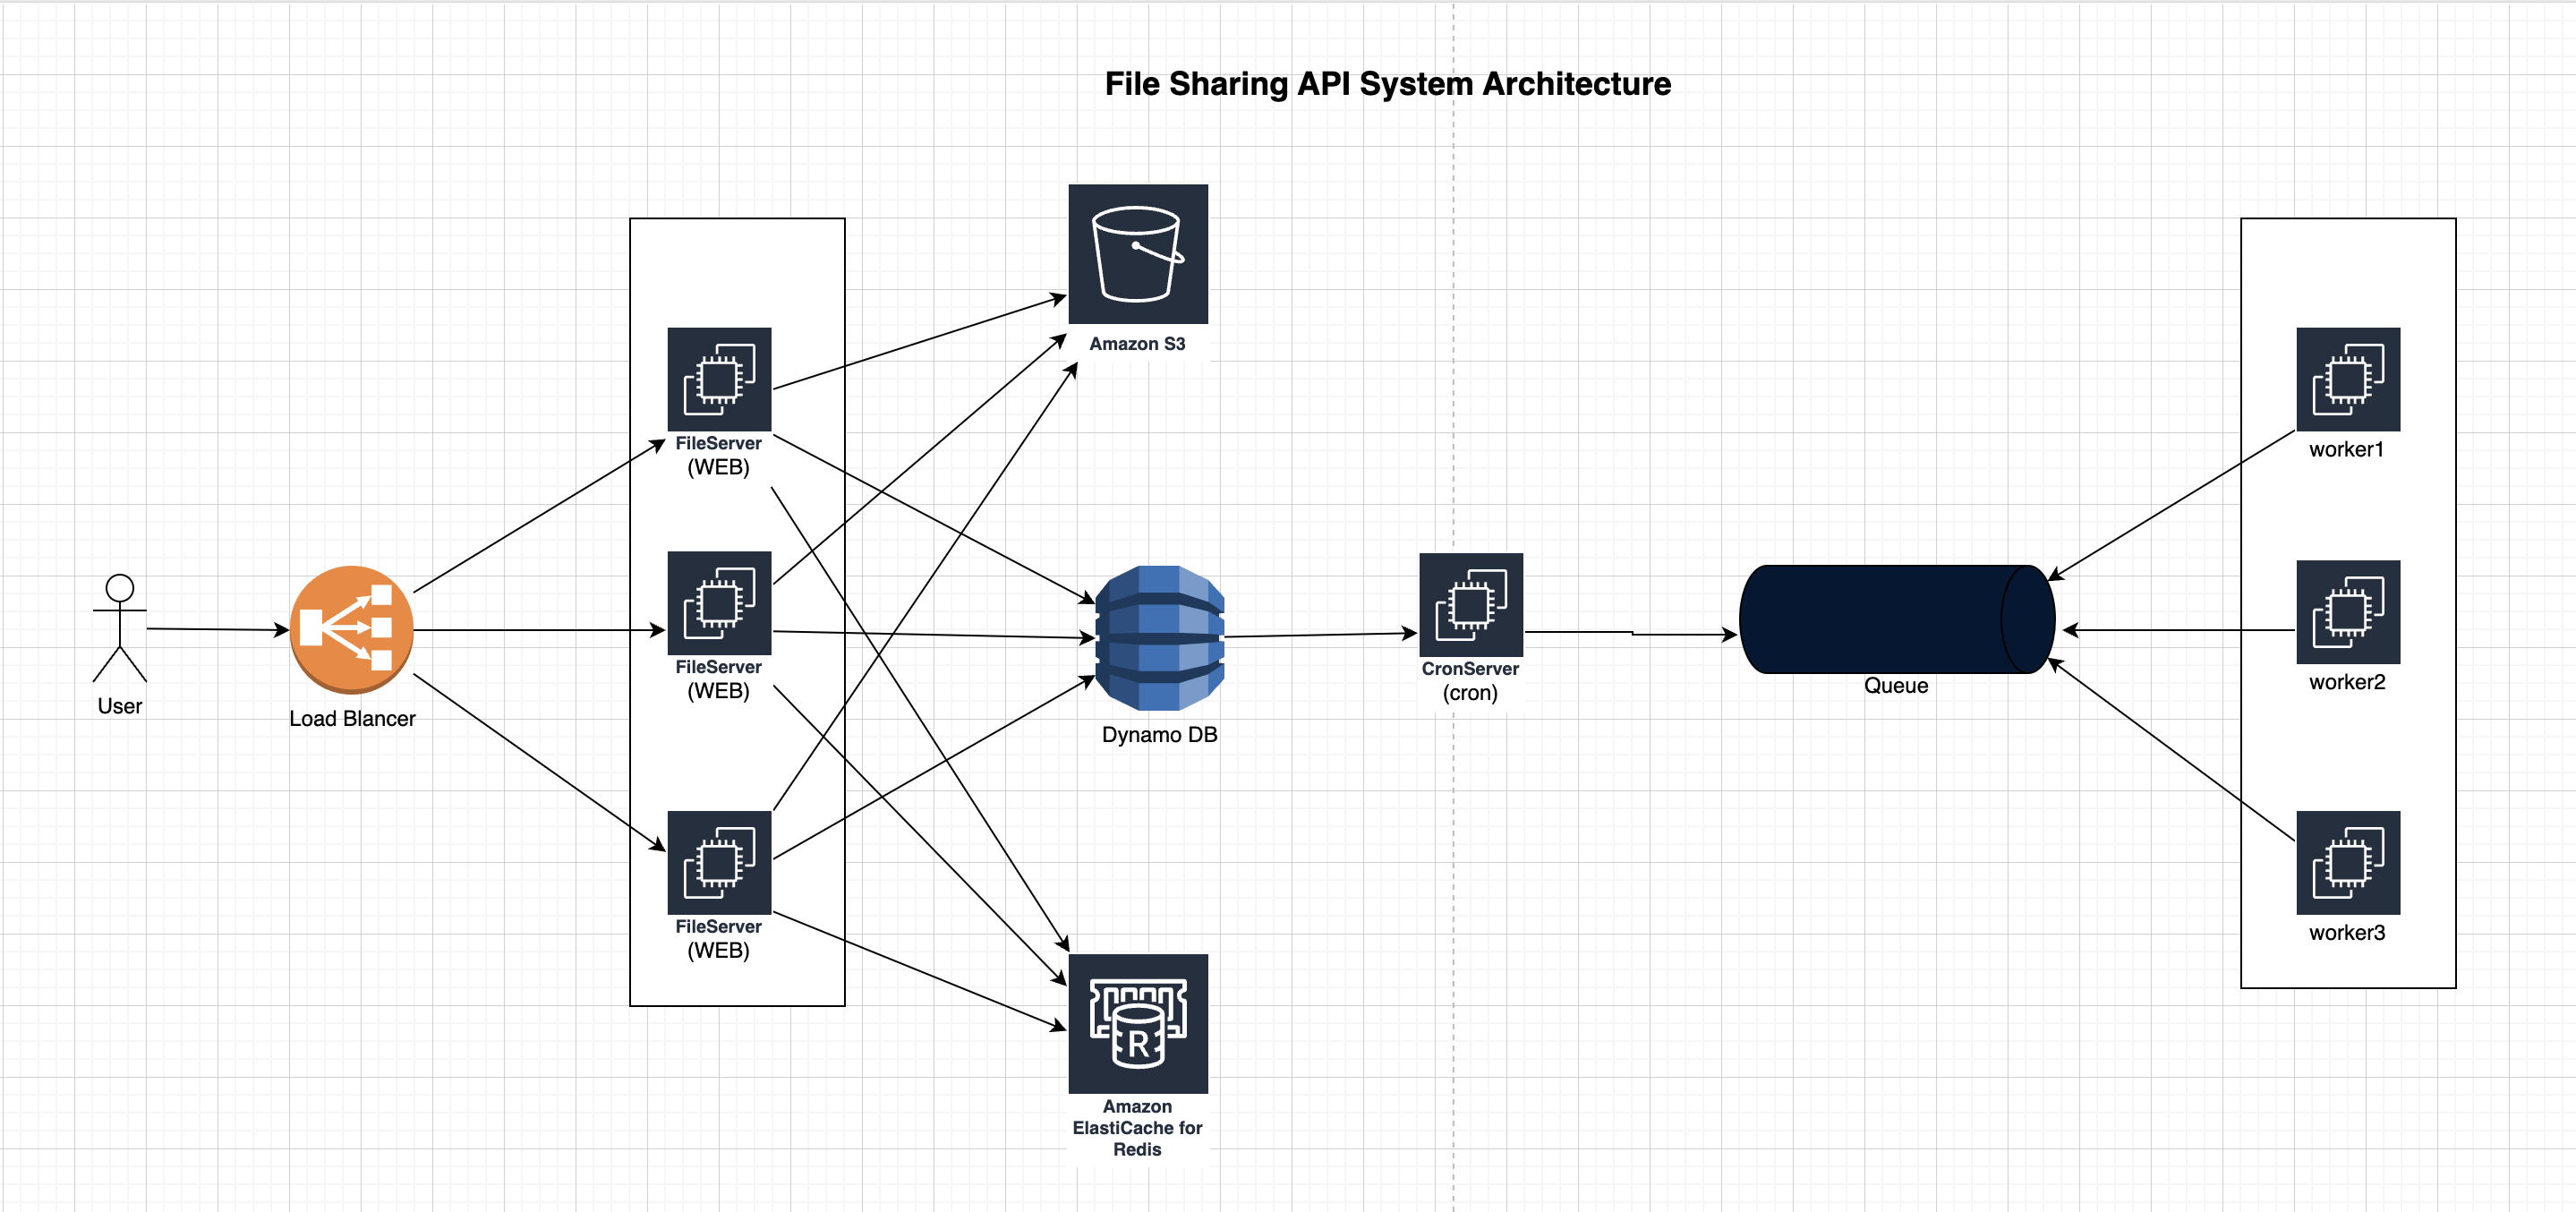 File Sharing API System Architecture
Amazon S3
FileServer
(WEB)
FileServer
(WEB)
FileServer
(WEB)
User
Load Blancer
Dynamo DB
CronServer
(cron)
Queue
worker1
worker2
worker3
R
Amazon
ElastiCache for
Redis